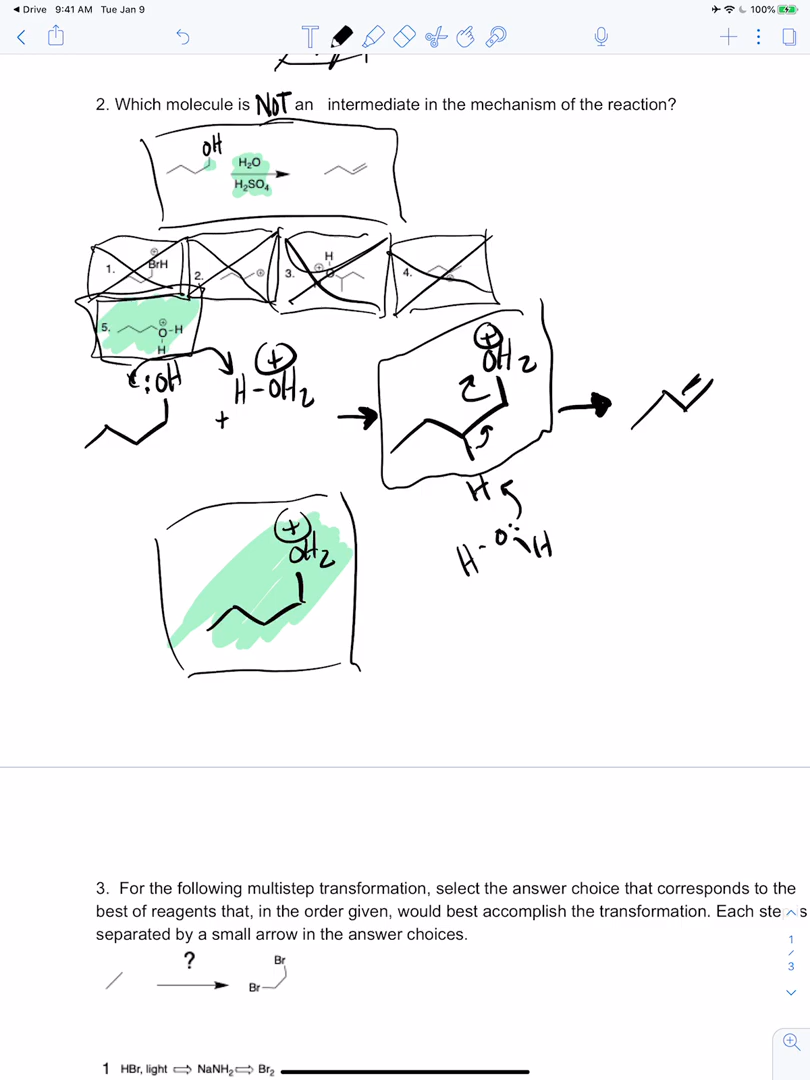 Drive 9:41 AM Tue Jan 9 100%
T
2. Which molecule is NOT an intermediate in the mechanism of the reaction?
OH
H₂O
H₂SO₄
1. BrH ⊕
2. ⊕
3. ⊕ H
4.
5. ⊕ O-H
H
:OH
H-OH₂ ⊕
+
⊕ OH₂
H
H-O:H
⊕ OH₂
3. For the following multistep transformation, select the answer choice that corresponds to the
best of reagents that, in the order given, would best accomplish the transformation. Each ste s
separated by a small arrow in the answer choices.
?
Br
Br
1 / 3
1 HBr, light ⇨ NaNH₂ ⇨ Br₂